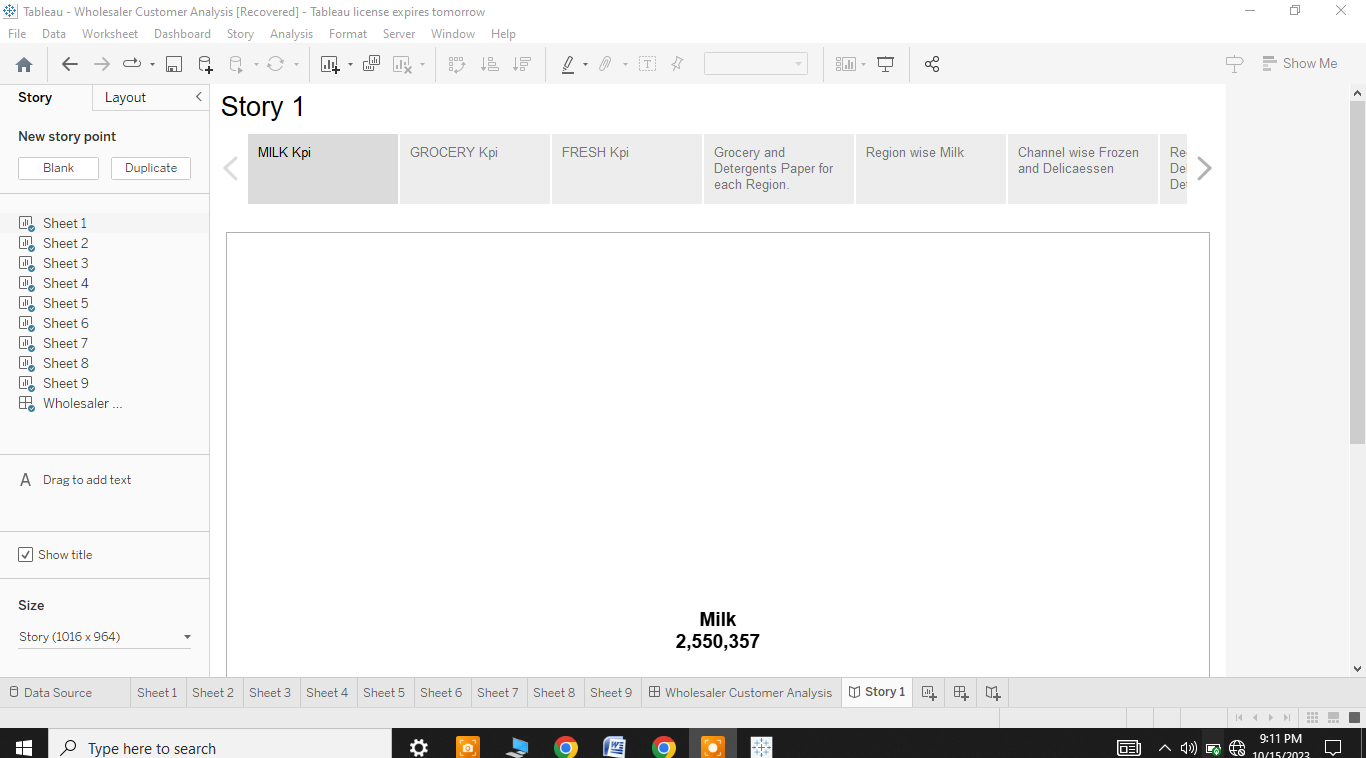 Tableau - Wholesaler Customer Analysis [Recovered] - Tableau license expires tomorrow
File Data Worksheet Dashboard Story Analysis Format Server Window Help
Show Me
Story Layout
New story point
Blank Duplicate
Sheet 1
Sheet 2
Sheet 3
Sheet 4
Sheet 5
Sheet 6
Sheet 7
Sheet 8
Sheet 9
Wholesaler ...
A Drag to add text
Show title
Size
Story (1016 x 964)
Story 1
MILK Kpi
GROCERY Kpi
FRESH Kpi
Grocery and
Detergents Paper for
each Region.
Region wise Milk
Channel wise Frozen
and Delicaessen
Milk
2,550,357
Data Source Sheet 1 Sheet 2 Sheet 3 Sheet 4 Sheet 5 Sheet 6 Sheet 7 Sheet 8 Sheet 9 Wholesaler Customer Analysis Story 1
Type here to search
9:11 PM
10/15/2023